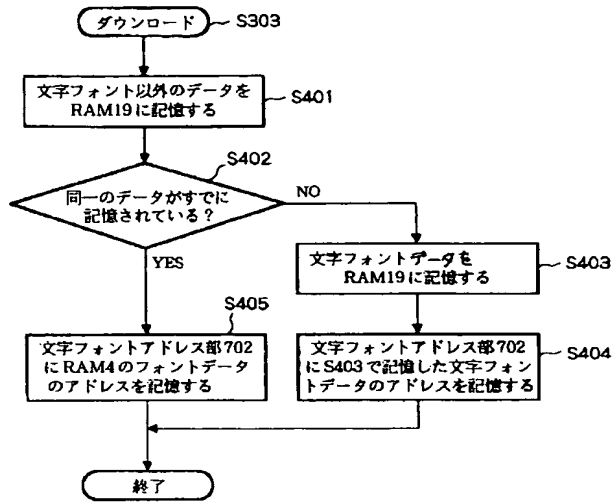 ダウンロード
S303
文字フォント以外のデータを
RAM19に記憶する
S401
S402
同一のデータがすでに
記憶されている？
NO
YES
文字フォントデータを
RAM19に記憶する
S403
S405
文字フォントアドレス部702
にRAM4のフォントデータ
のアドレスを記憶する
文字フォントアドレス部702
にS403で記憶した文字フォン
トデータのアドレスを記憶する
S404
終了